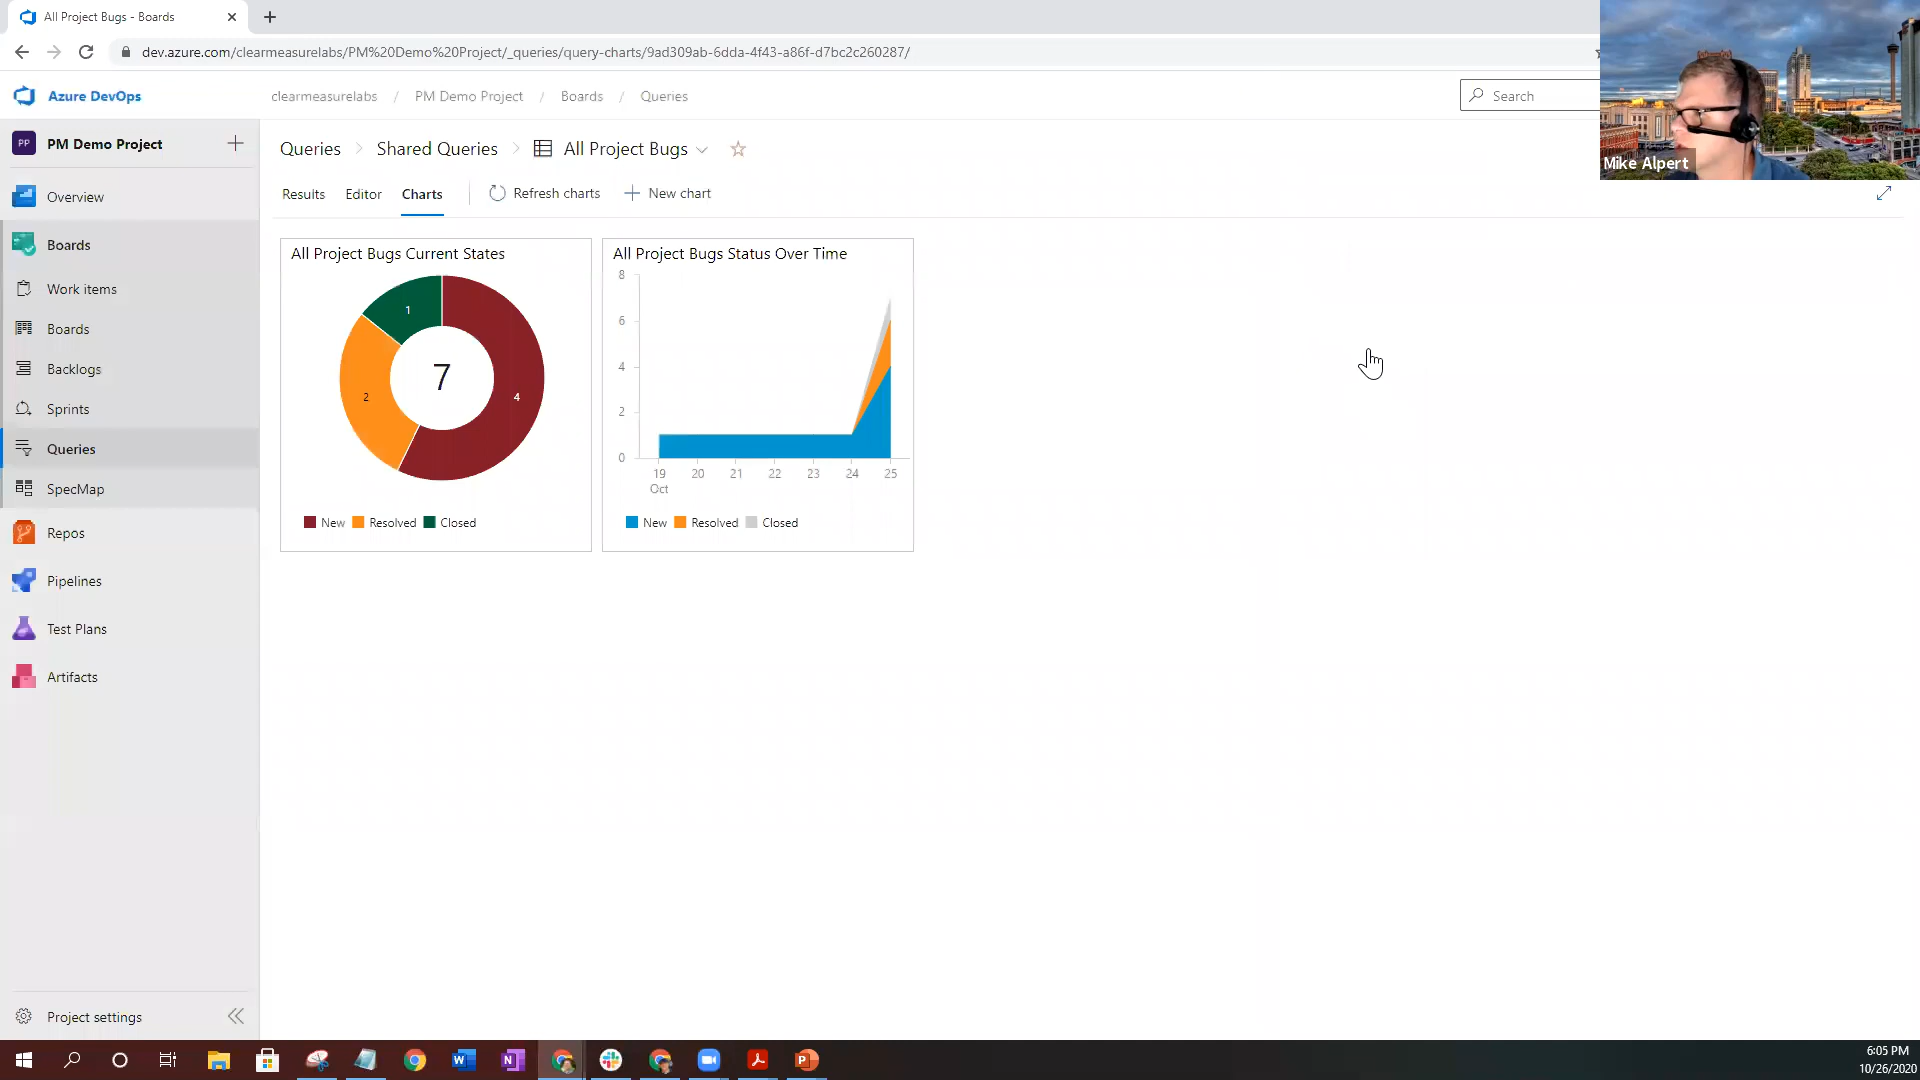 All Project Bugs - Boards
dev.azure.com/clearmeasurelabs/PM%20Demo%20Project/_queries/query-charts/9ad309ab-6dda-4f43-a86f-d7bc2c260287/
Azure DevOps
clearmeasurelabs / PM Demo Project / Boards / Queries
Search
Mike Alpert
PP PM Demo Project
Overview
Boards
Work items
Boards
Backlogs
Sprints
Queries
SpecMap
Repos
Pipelines
Test Plans
Artifacts
Project settings
Queries > Shared Queries > All Project Bugs
Results Editor Charts Refresh charts New chart
All Project Bugs Current States
1
7
2
4
New Resolved Closed
All Project Bugs Status Over Time
8
6
4
2
0
19 20 21 22 23 24 25
Oct
New Resolved Closed
6:05 PM
10/26/2020